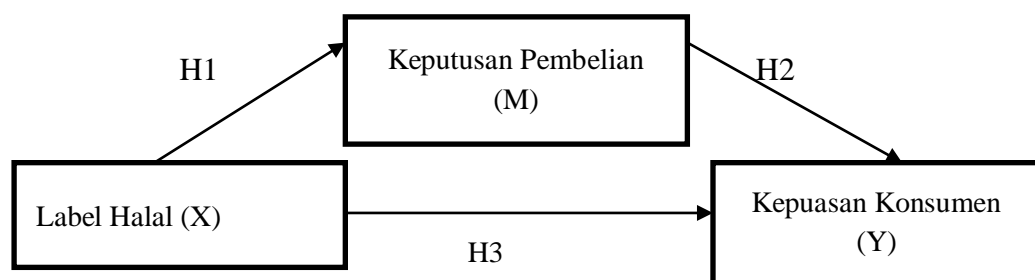 H1
Keputusan Pembelian
(M)
H2
Label Halal (X)
H3
Kepuasan Konsumen
(Y)